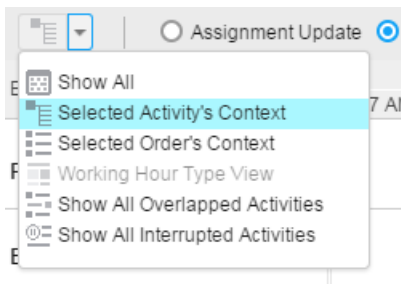 Assignment Update
Show All
7 A
Selected Activity's Context
Selected Order's Context
Working Hour Type View
Show All Overlapped Activities
Show All Interrupted Activities